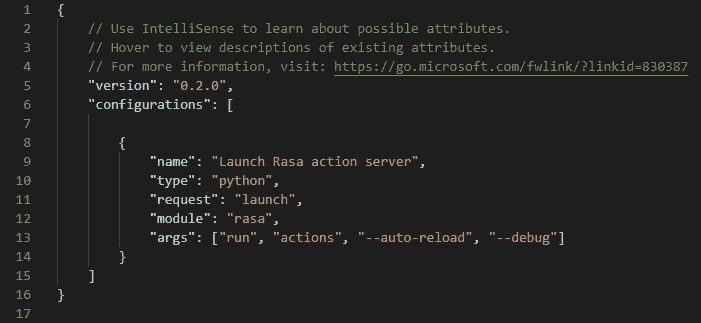 1 {
2 // Use IntelliSense to learn about possible attributes.
3 // Hover to view descriptions of existing attributes.
4 // For more information, visit: https://go.microsoft.com/fwlink/?linkid=830387
5 "version": "0.2.0",
6 "configurations": [
7
8 {
9 "name": "Launch Rasa action server",
10 "type": "python",
11 "request": "launch",
12 "module": "rasa",
13 "args": ["run", "actions", "--auto-reload", "--debug"]
14 }
15 ]
16 }
17